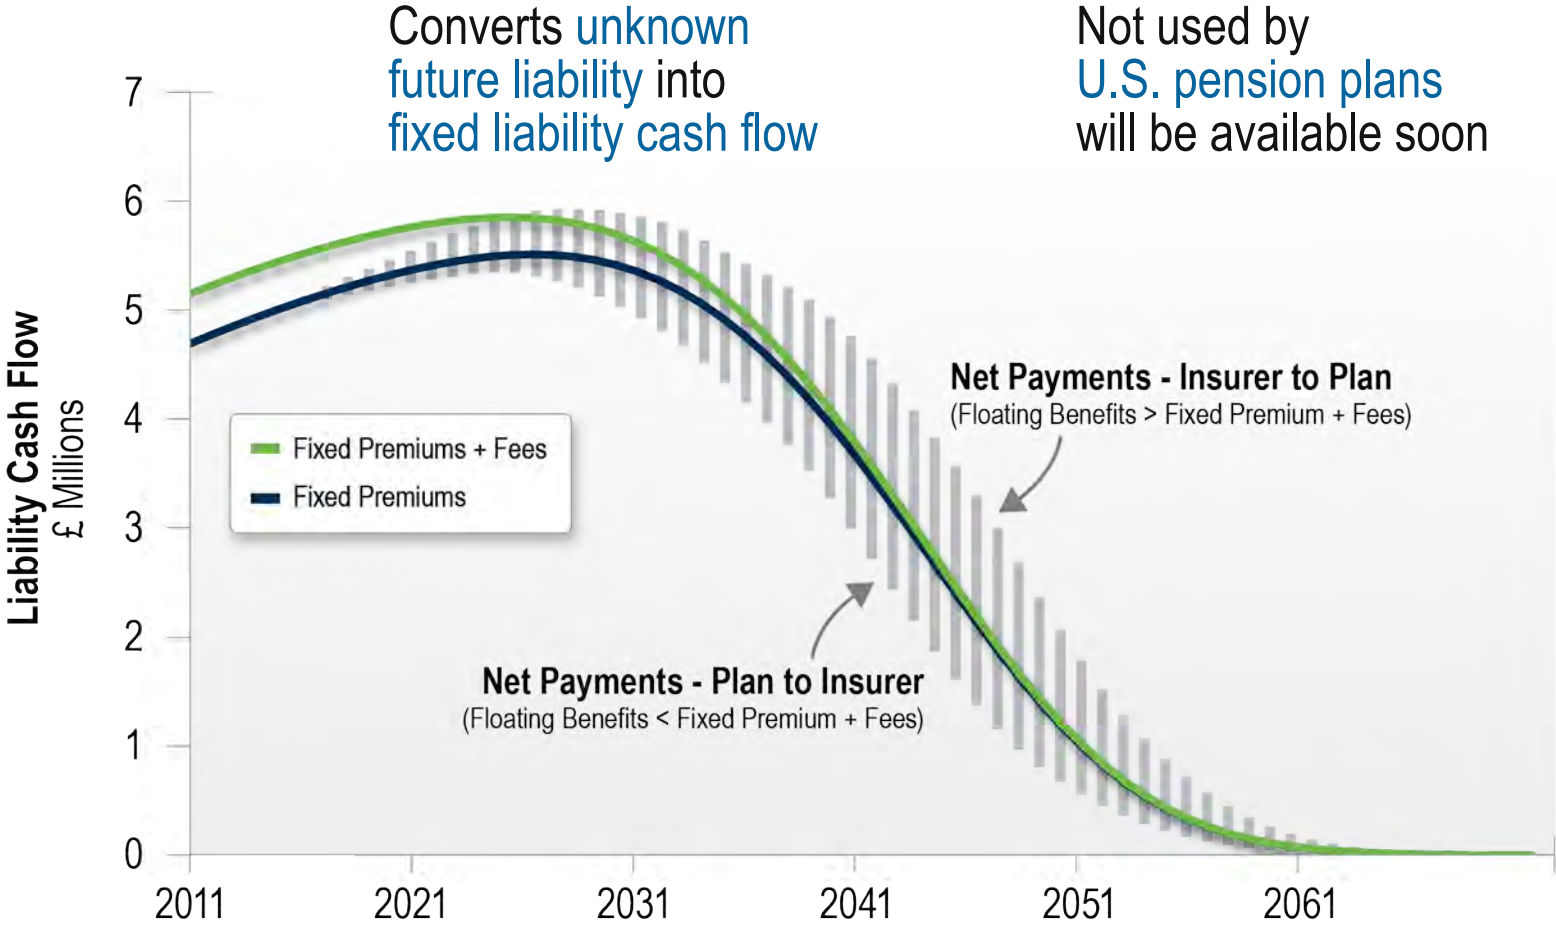 Converts unknown
future liability into
fixed liability cash flow
Not used by
U.S. pension plans
will be available soon
Liability Cash Flow
£ Millions
7
6
5
4
3
2
1
0
Fixed Premiums + Fees
Fixed Premiums
Net Payments - Insurer to Plan
(Floating Benefits > Fixed Premium + Fees)
Net Payments - Plan to Insurer
(Floating Benefits < Fixed Premium + Fees)
2011 2021 2031 2041 2051 2061